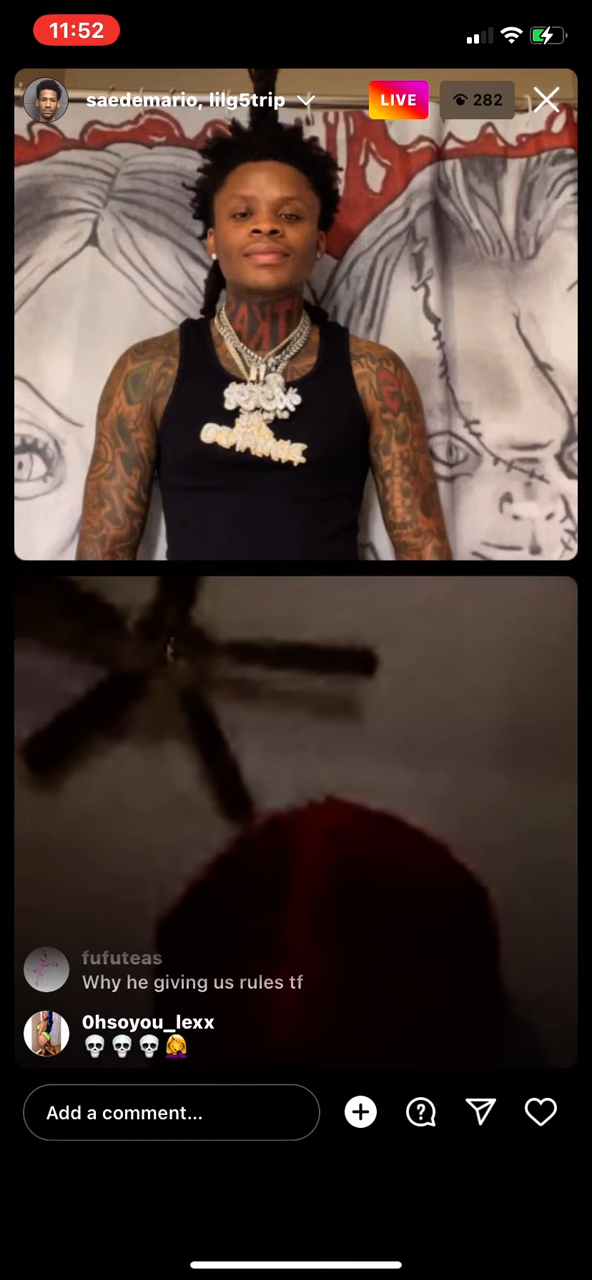 11:52
saedemario, lilg5trip
LIVE
282
fufuteas
Why he giving us rules tf
0hsoyou_lexx
💀💀💀🤦‍♀️
Add a comment...